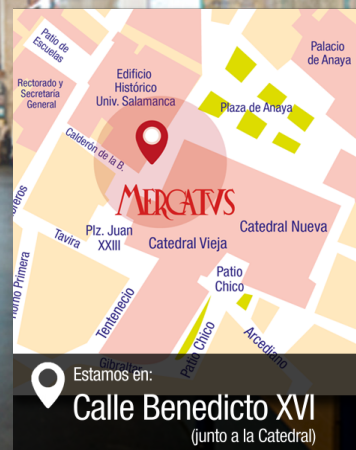 Patio de
Escuelas
Palacio
de Anaya
Rectorado y
Secretaría
General
Edificio
Histórico
Univ. Salamanca
Plaza de Anaya
Calderón de la B.
MERCATVS
Plz. Juan
XXIII
Catedral Nueva
Catedral Vieja
Tavira
Patio
Chico
Tentenecio
Patio Chico
Arcediano
Gibraltar
Estamos en:
Calle Benedicto XVI
(junto a la Catedral)